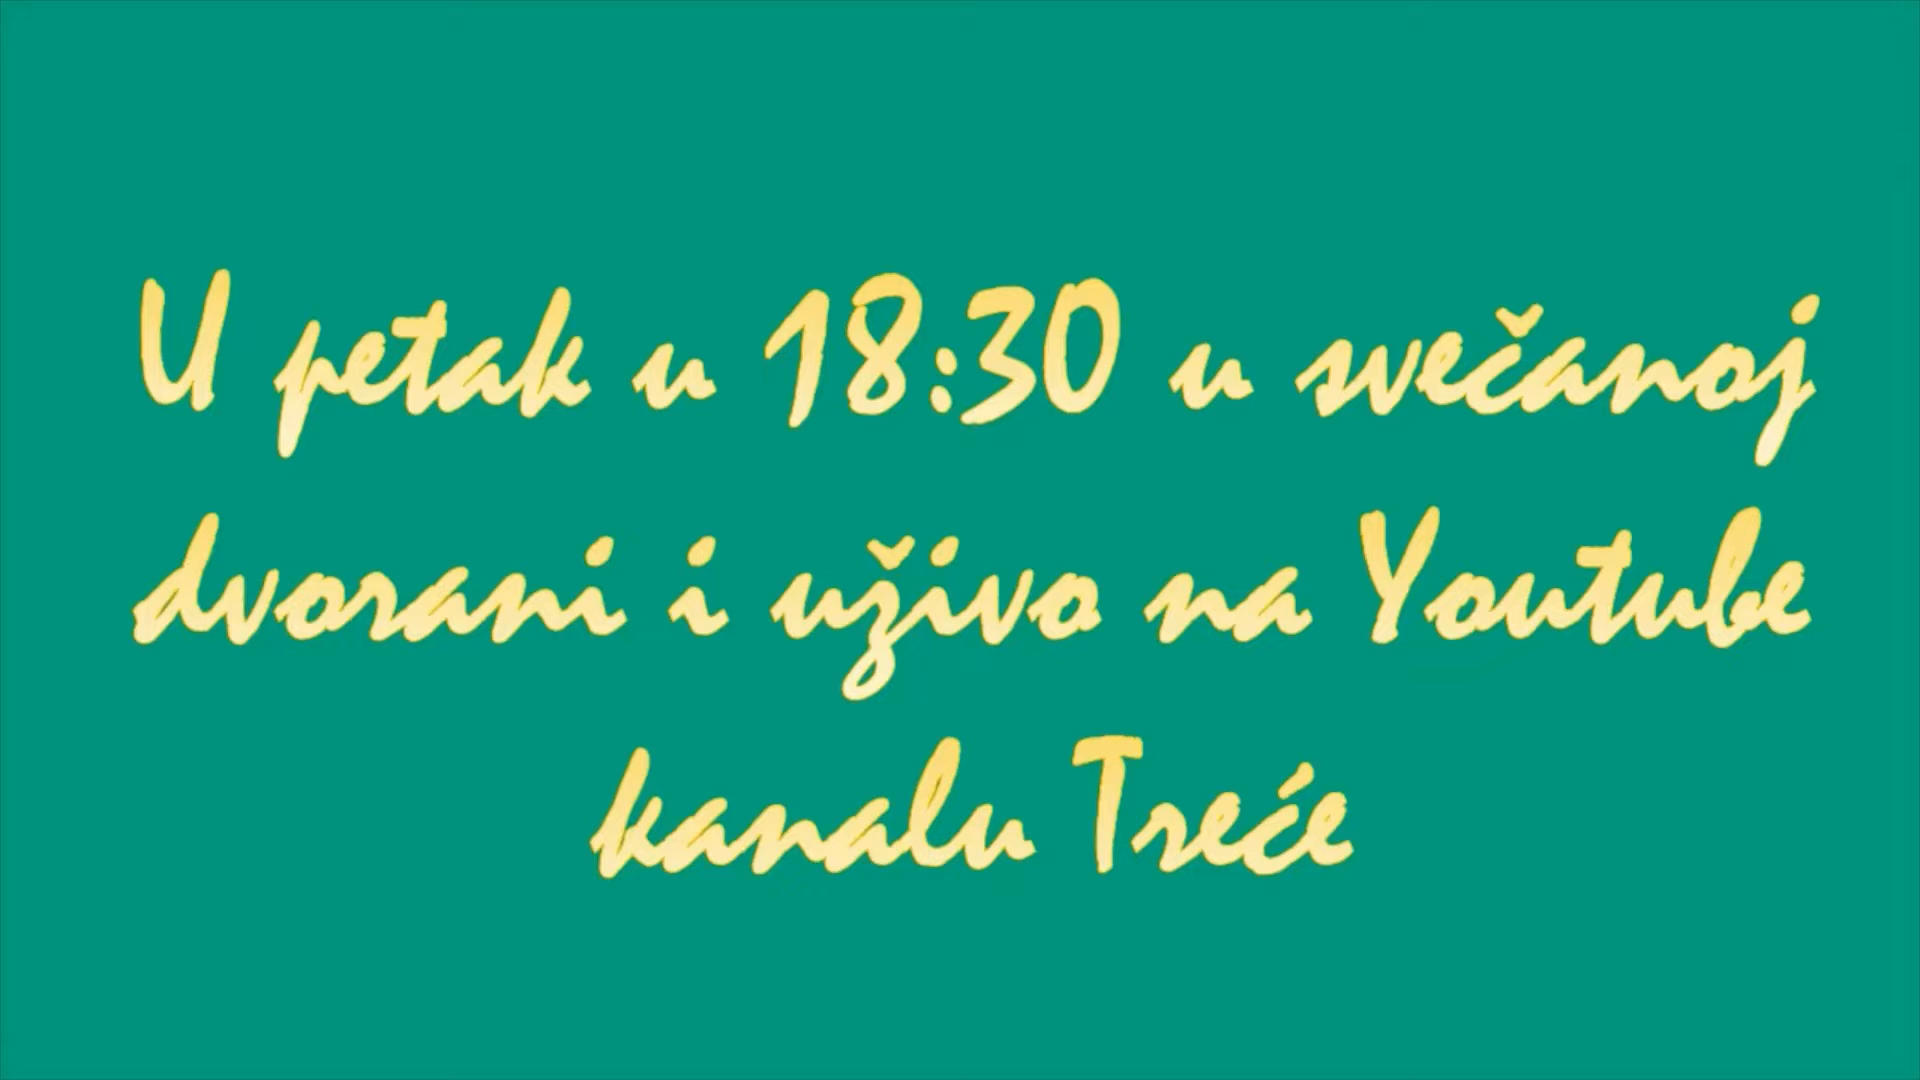 U petak u 18:30 u svečanoj
dvorani i uživo na Youtube
kanalu Treće